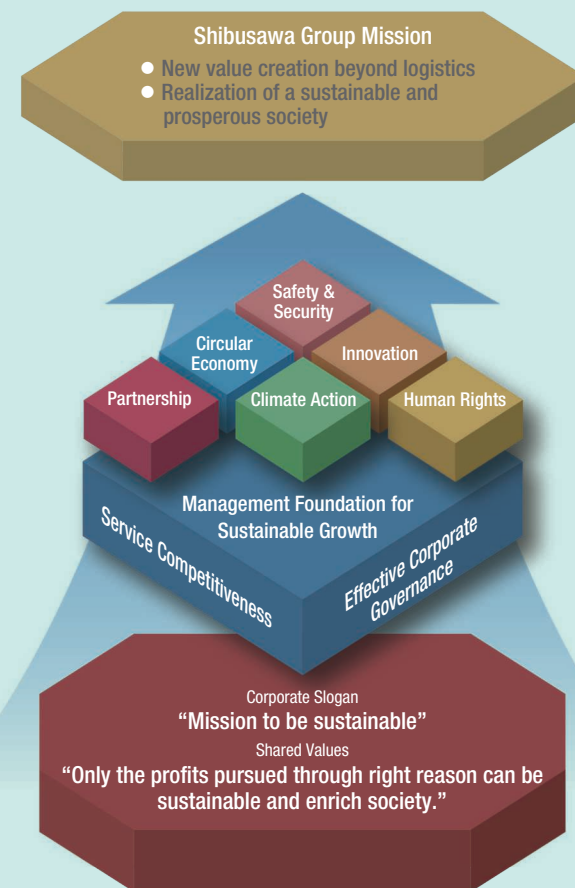 Shibusawa Group Mission
● New value creation beyond logistics
● Realization of a sustainable and
prosperous society
Safety &
Security
Circular
Economy
Innovation
Partnership
Climate Action
Human Rights
Management Foundation for
Sustainable Growth
Service Competitiveness
Effective Corporate
Governance
Corporate Slogan
“Mission to be sustainable”
Shared Values
“Only the profits pursued through right reason can be
sustainable and enrich society.”